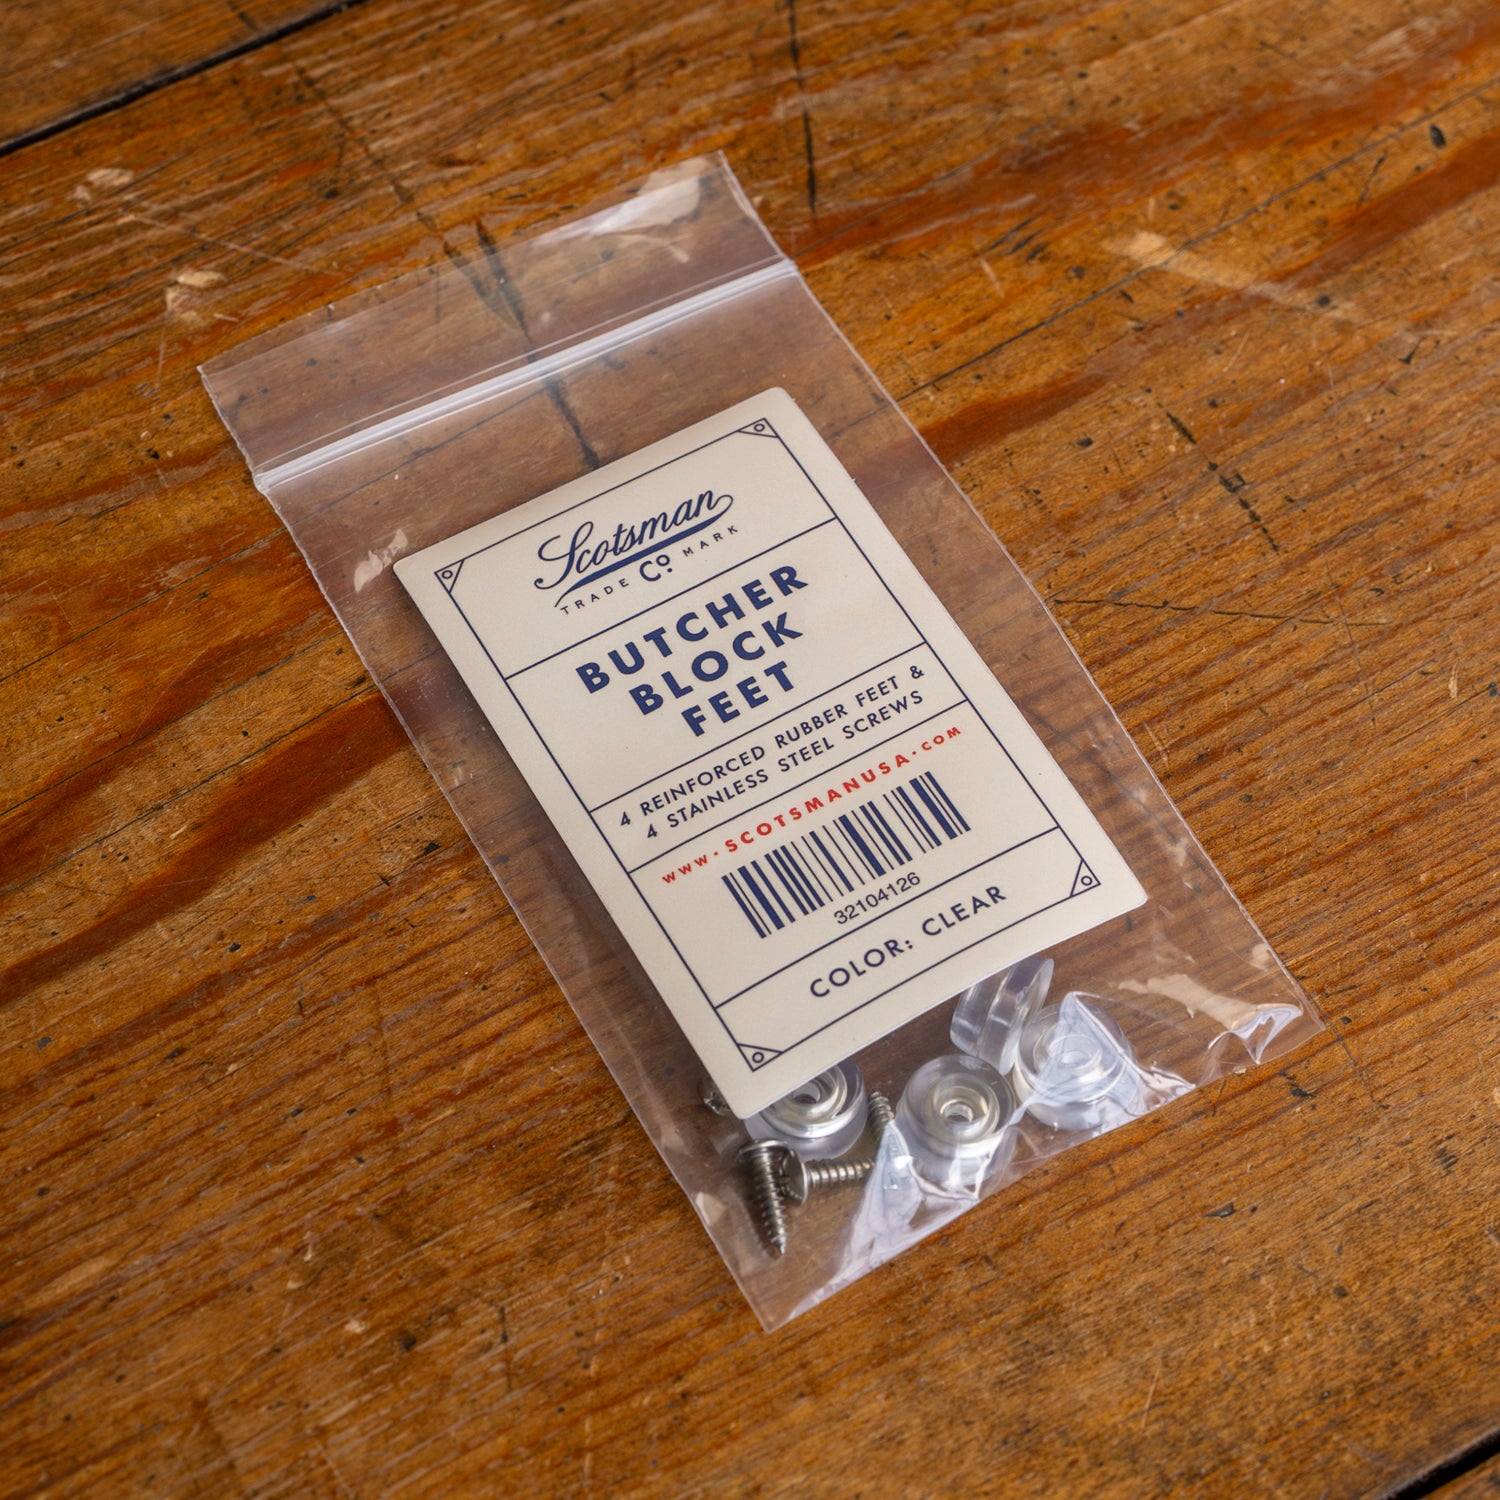 Scotsman
TRADE Co. MARK
BUTCHER
BLOCK
FEET
4 REINFORCED RUBBER FEET &
4 STAINLESS STEEL SCREWS
www.SCOTSMANUSA.com
32104126
COLOR: CLEAR